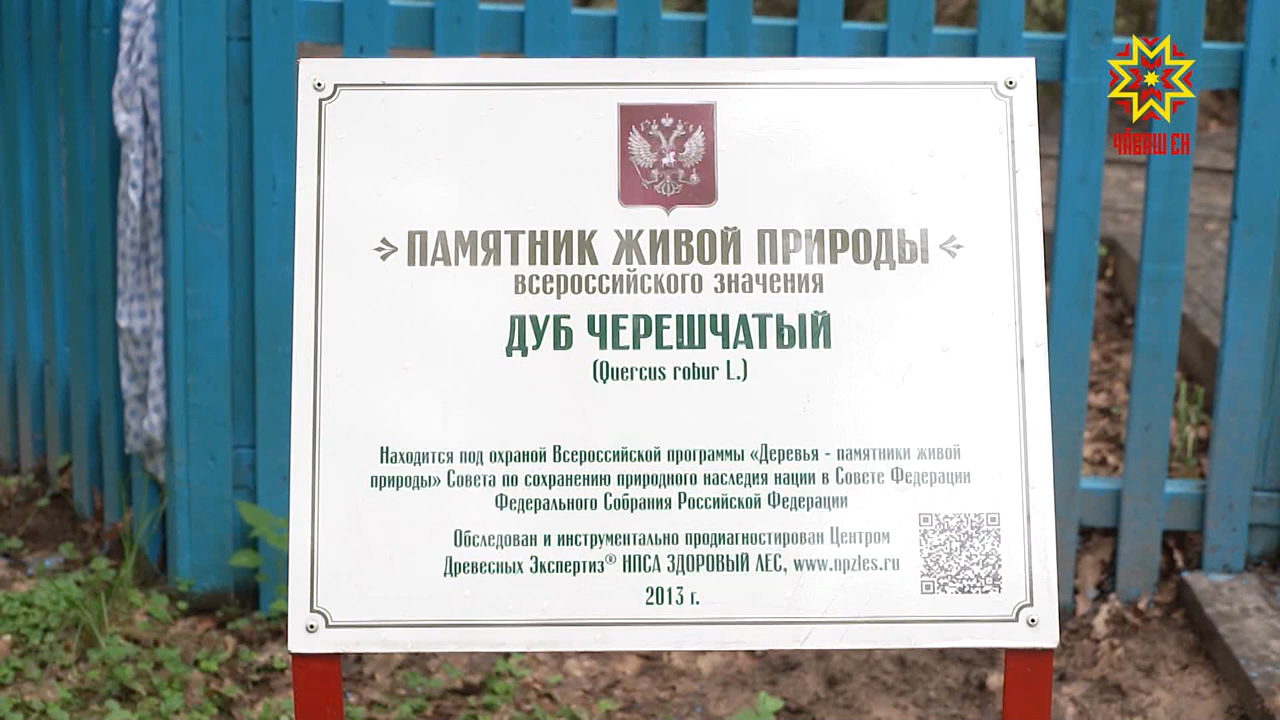 ЧӐВАШ ЕН
ПАМЯТНИК ЖИВОЙ ПРИРОДЫ
всероссийского значения
ДУБ ЧЕРЕШЧАТЫЙ
(Quercus robur L.)
Находится под охраной Всероссийской программы «Деревья - памятники живой
природы» Совета по сохранению природного наследия нации в Совете Федерации
Федерального Собрания Российской Федерации
Обследован и инструментально продиагностирован Центром
Древесных Экспертиз® НПСА ЗДОРОВЫЙ ЛЕС, www.npzles.ru
2013 г.